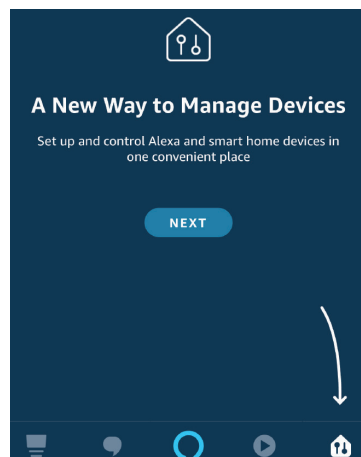 A New Way to Manage Devices
Set up and control Alexa and smart home devices in
one convenient place
NEXT